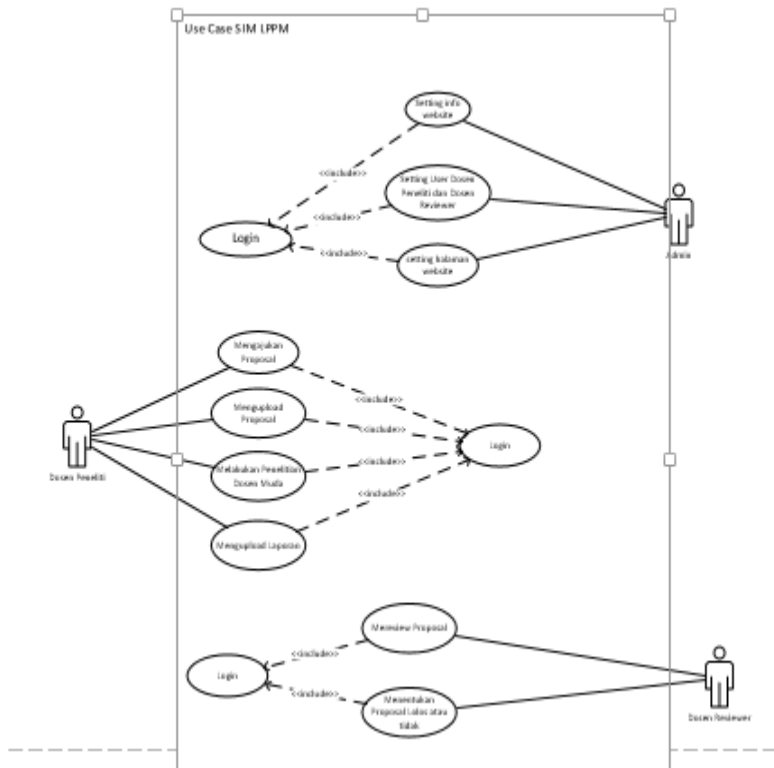 Use Case SIM LPPM
Setting info
website
<<include>>
Setting User Dosen
Peneliti dan Dosen
Reviewer
<<include>>
Login
<<include>>
setting halaman
website
Admin
Mengajukan
Proposal
<<include>>
Mengupload
Proposal
<<include>>
Login
<<include>>
Melakukan Penelitian
Dosen Muda
Dosen Peneliti
<<include>>
Mengupload Laporan
Mereview Proposal
<<include>>
Login
<<include>>
Menentukan
Proposal Lolos atau
tidak
Dosen Reviewer